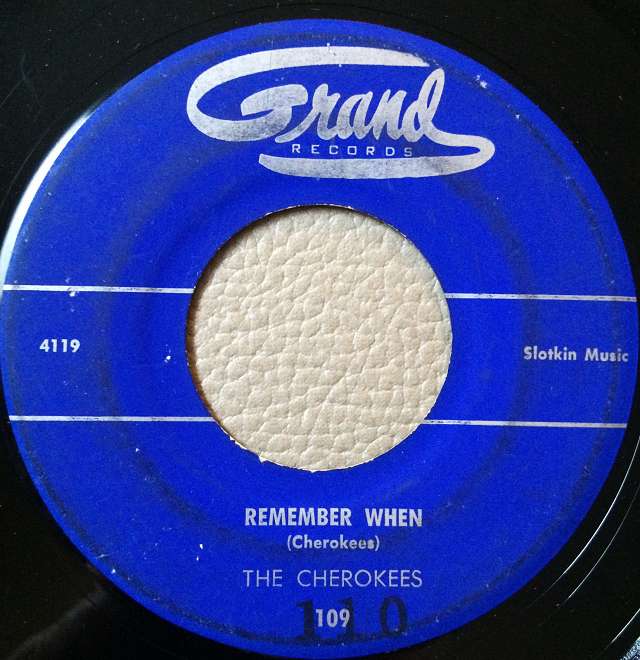 Grand
RECORDS
4119
Slotkin Music
REMEMBER WHEN
(Cherokees)
THE CHEROKEES
109
110